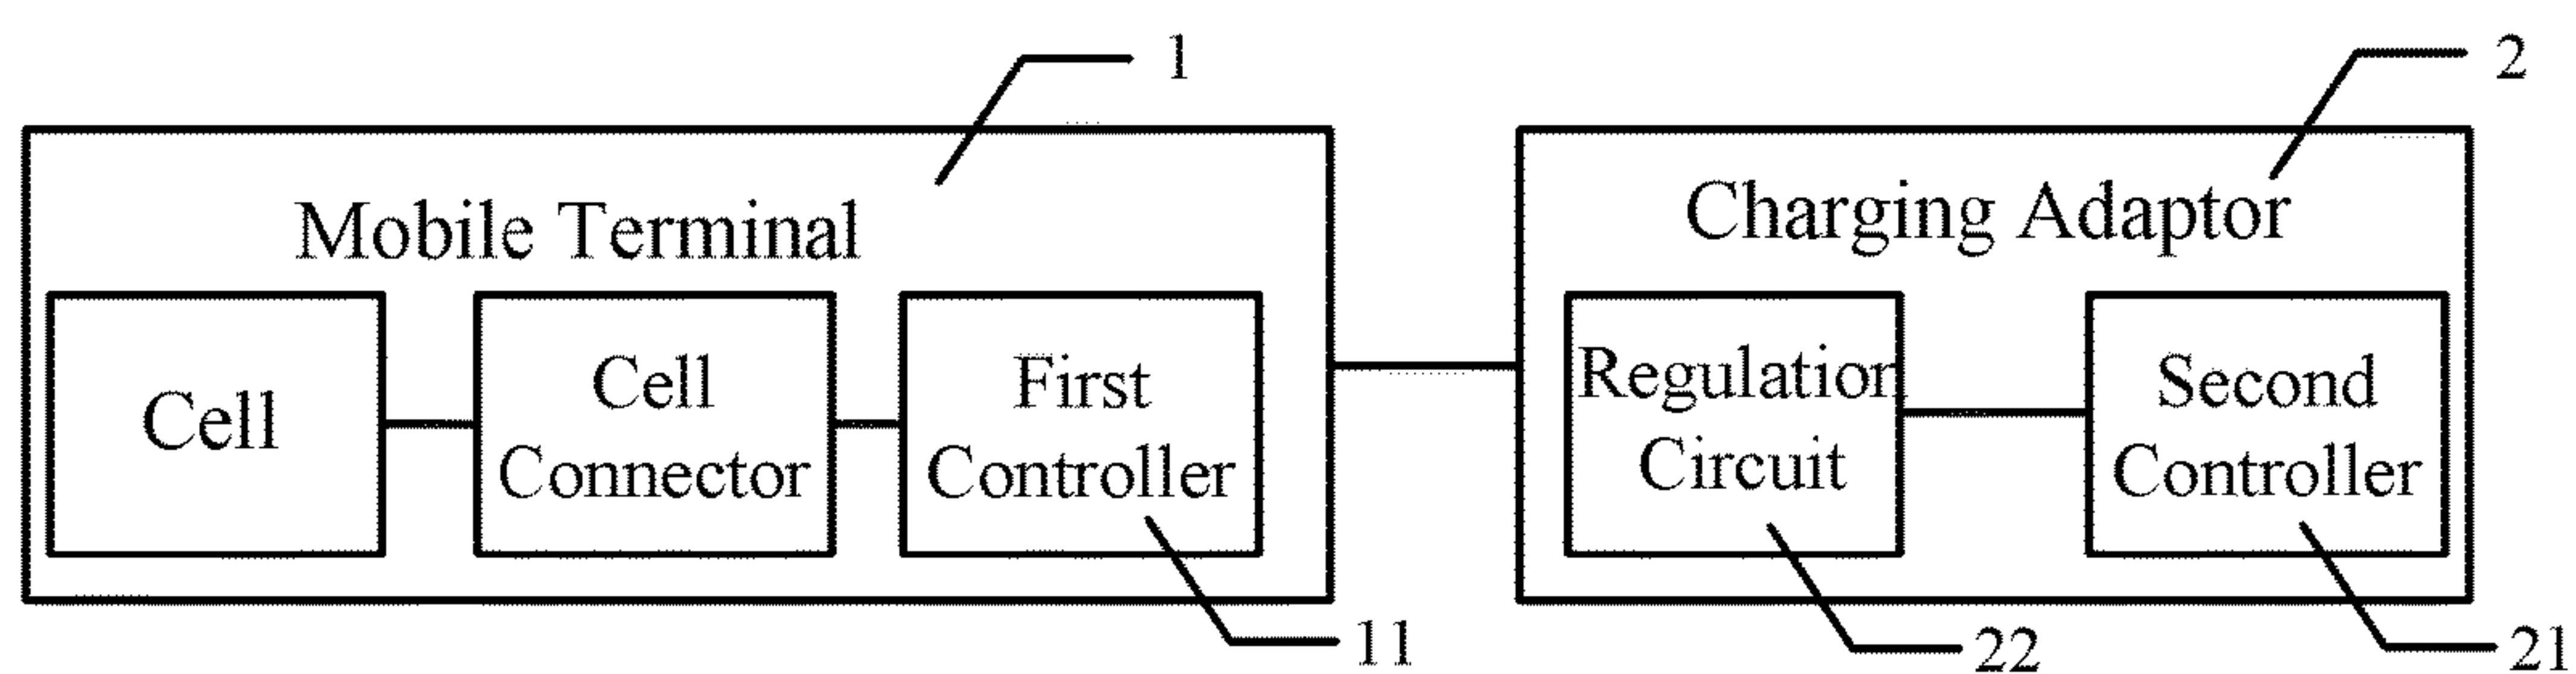 1
2
Mobile Terminal
Charging Adaptor
Cell
Cell
Connector
First
Controller
Regulation
Circuit
Second
Controller
11
22
21